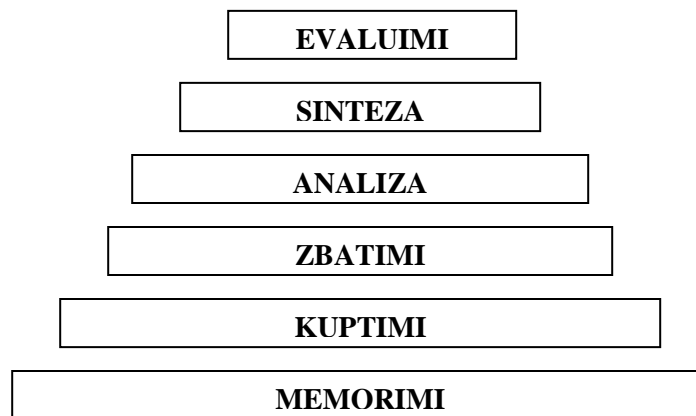 EVALUIMI
SINTEZA
ANALIZA
ZBATIMI
KUPTIMI
MEMORIMI